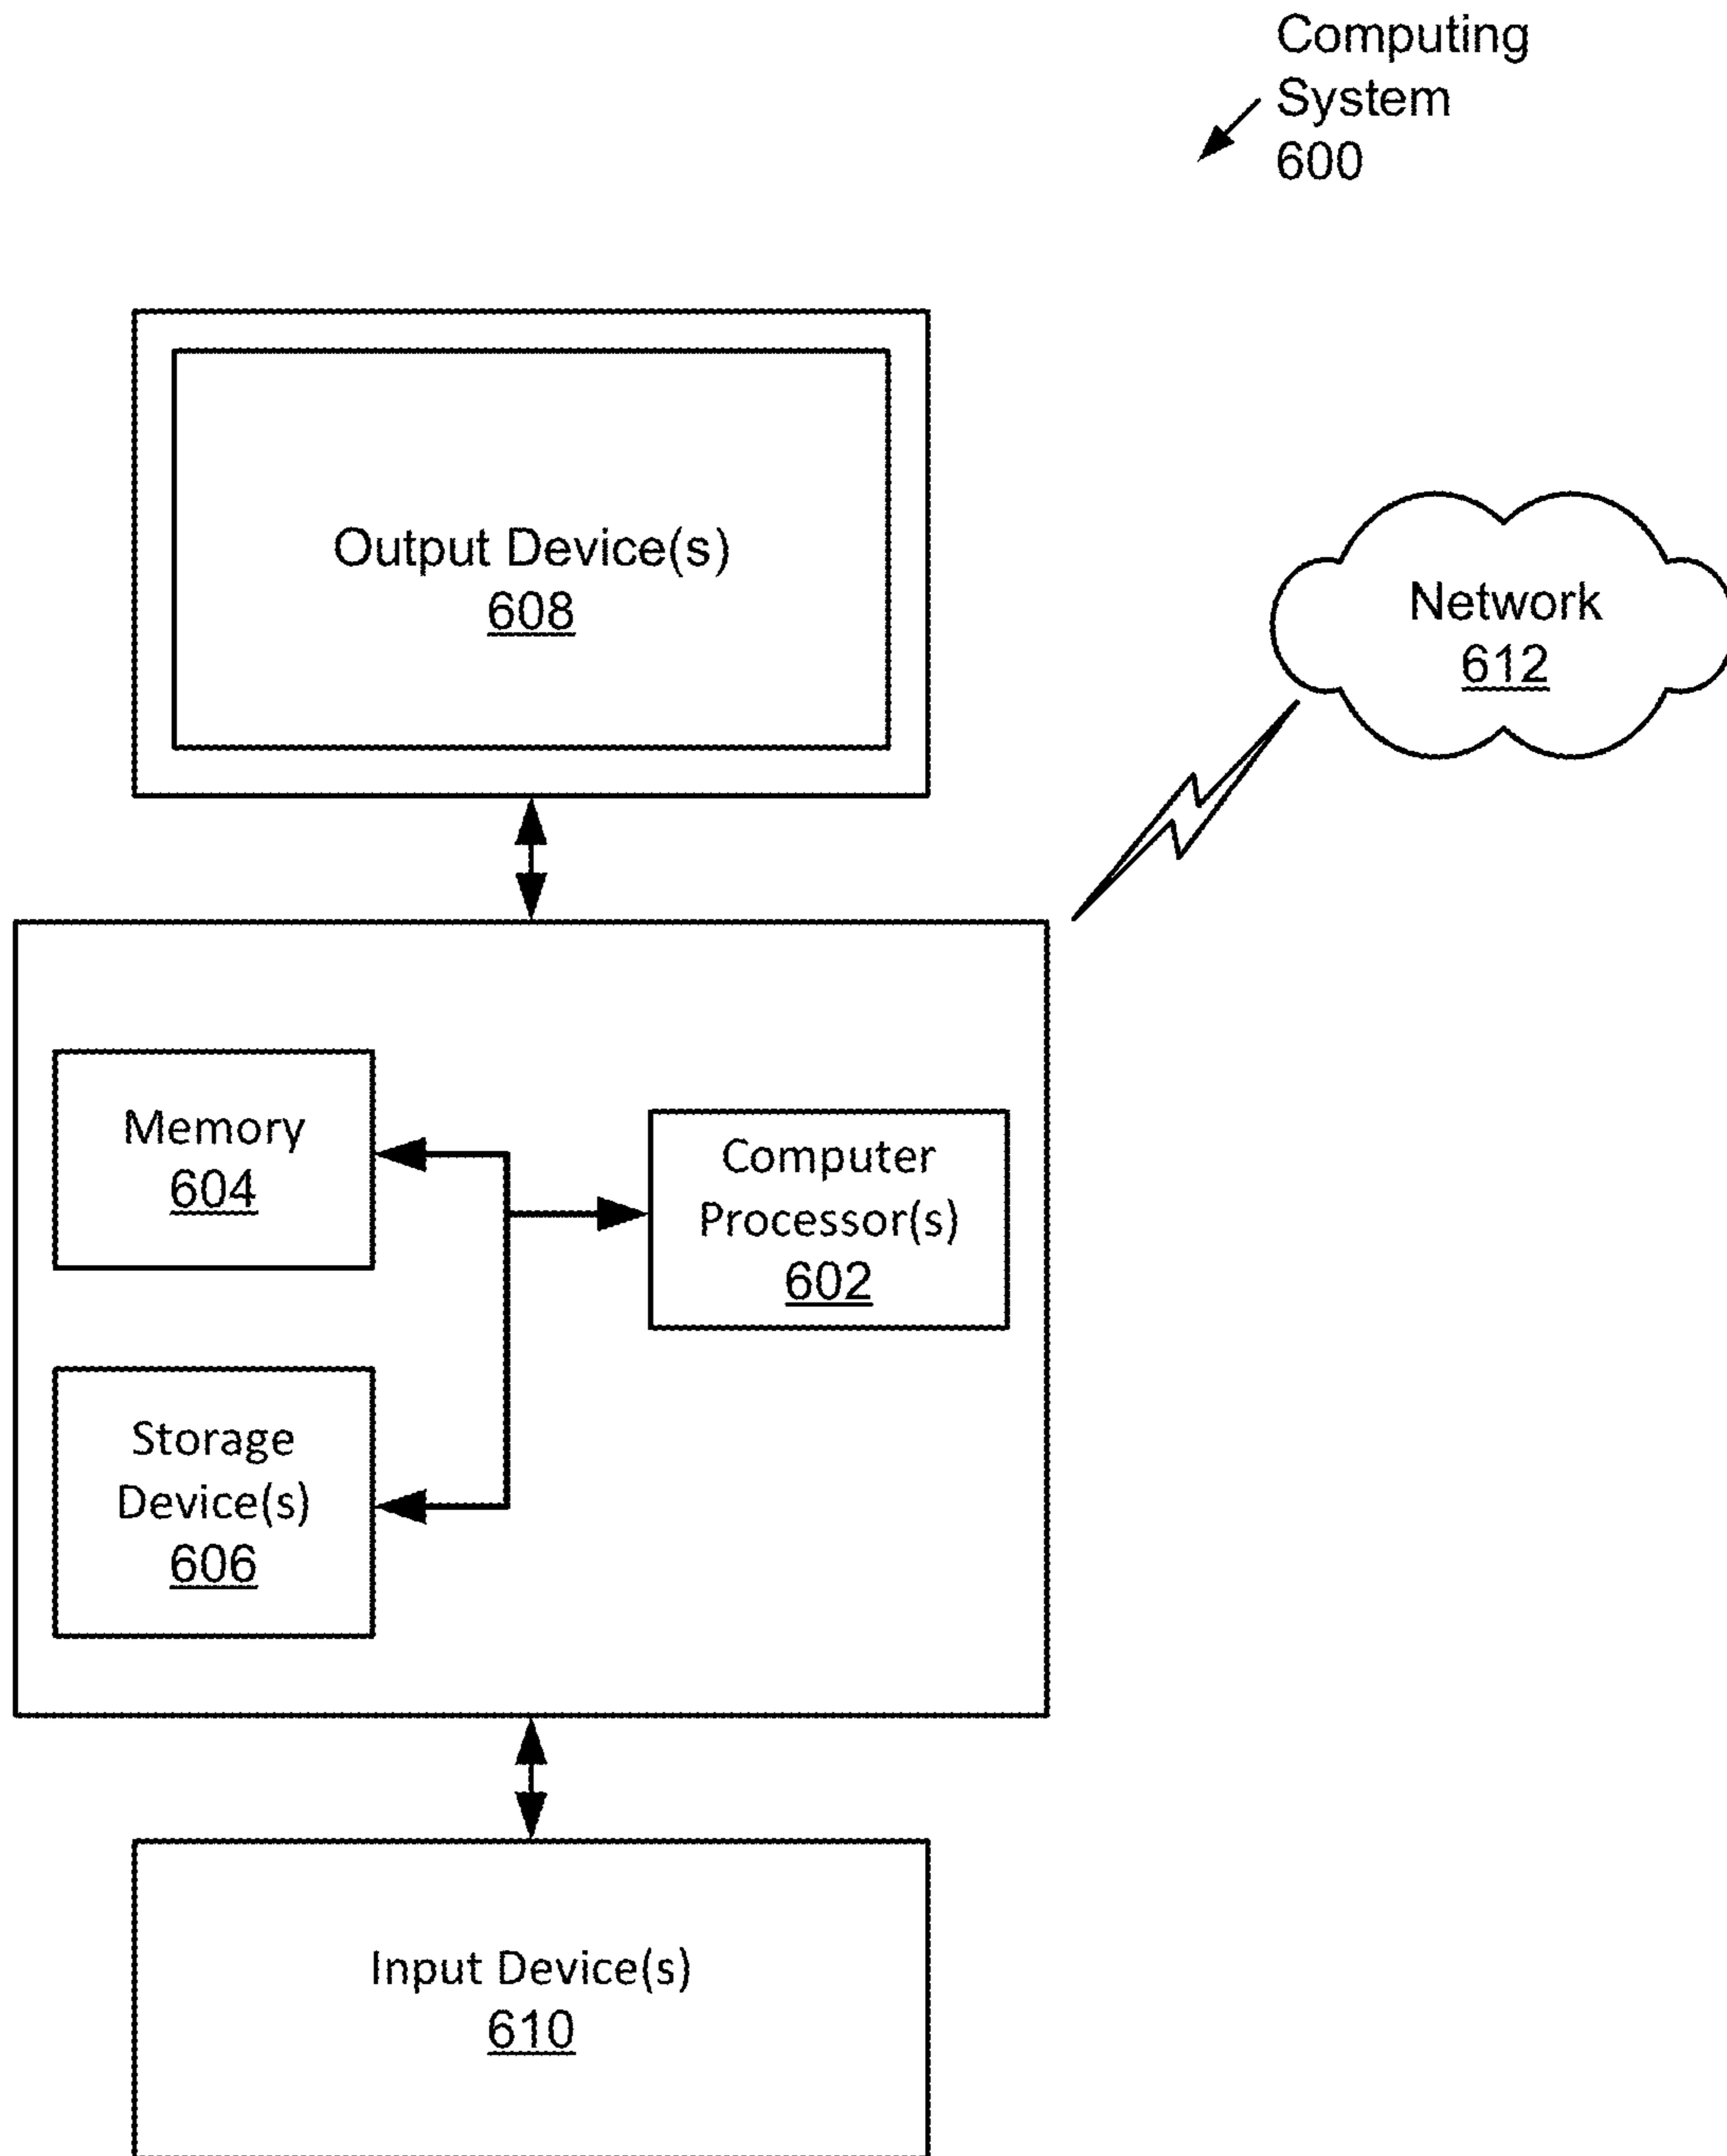 Computing
System
600
Output Device(s)
608
Network
612
Memory
604
Computer
Processor(s)
602
Storage
Device(s)
606
Input Device(s)
610